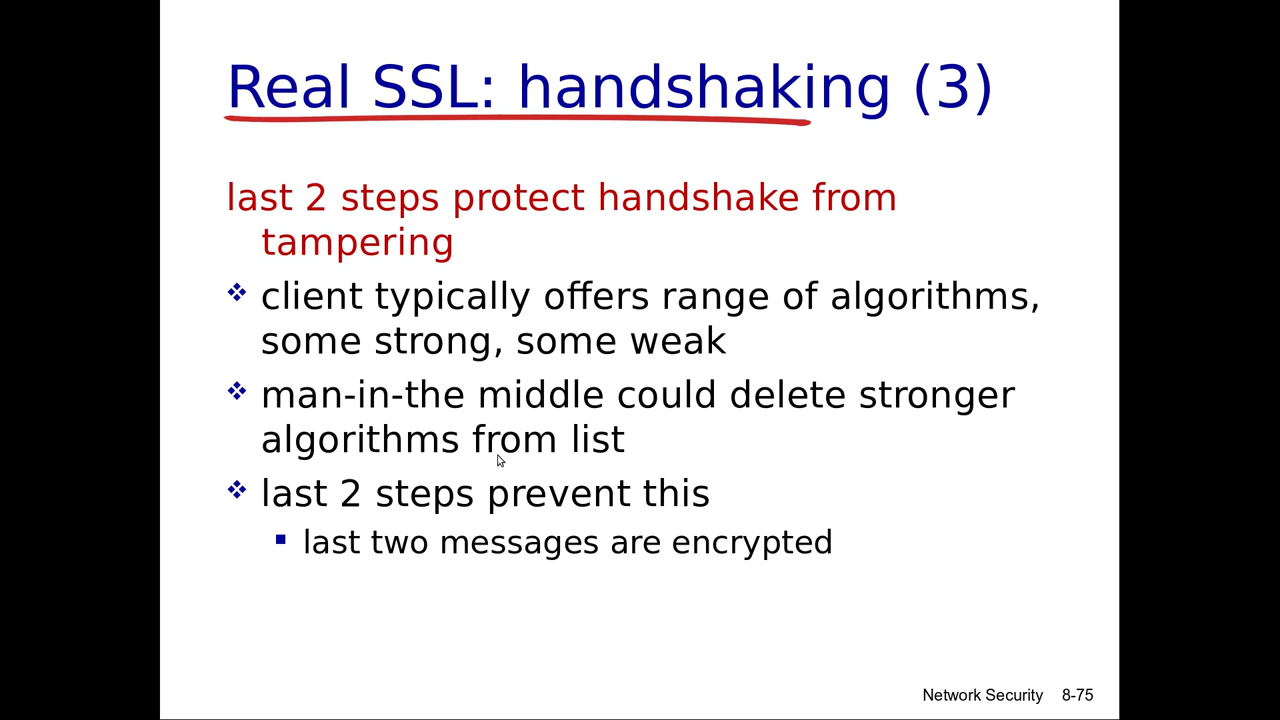 Real SSL: handshaking (3)
last 2 steps protect handshake from
tampering
❖ client typically offers range of algorithms,
some strong, some weak
❖ man-in-the middle could delete stronger
algorithms from list
❖ last 2 steps prevent this
▪ last two messages are encrypted
Network Security 8-75